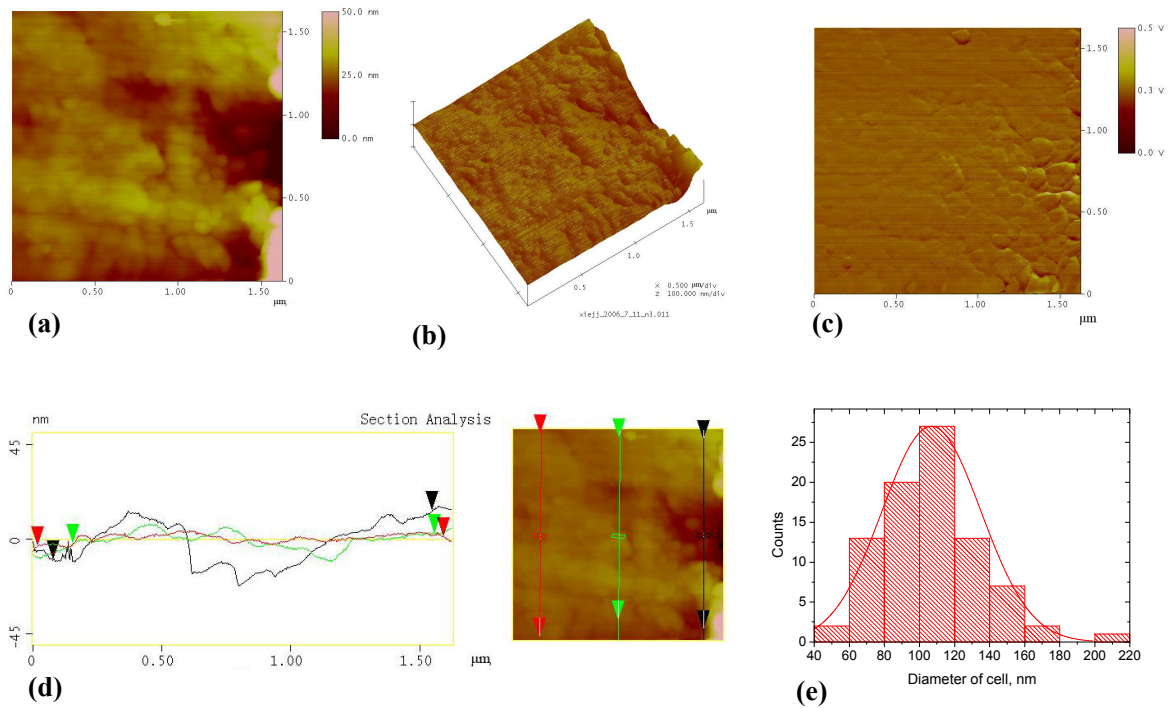 50.0 nm
25.0 nm
0.0 nm
1.50
1.00
0.50
0
0 0.50 1.00 1.50
μm
(a)
μm
1.5
1.0
0.5
X 0.500 μm/div
Z 100.000 nm/div
xiejj_2006_7_11_n3.011
(b)
0.5 V
0.3 V
0.0 V
1.50
1.00
0.50
0
0 0.50 1.00 1.50
μm
(c)
nm Section Analysis
45
0
-45
0 0.50 1.00 1.50 μm
(d)
Counts
25
20
15
10
5
0
40 60 80 100 120 140 160 180 200 220
Diameter of cell, nm
(e)